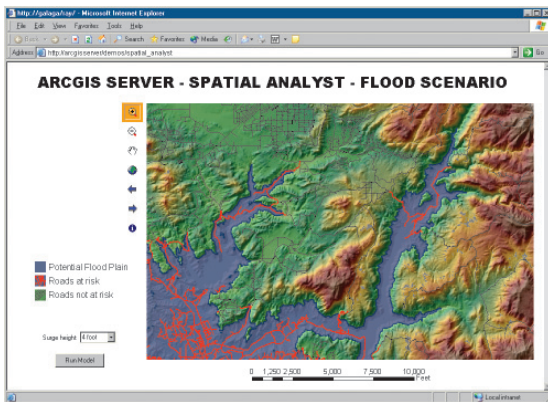 http://galaga/ray/ - Microsoft Internet Explorer
File Edit View Favorites Tools Help
Back Search Favorites Media
Address http://arcgisserver/demos/spatial_analyst Go
ARCGIS SERVER - SPATIAL ANALYST - FLOOD SCENARIO
Potential Flood Plain
Roads at risk
Roads not at risk
Surge height 4 foot
Run Model
0 1,250 2,500 5,000 7,500 10,000
Feet
Local intranet